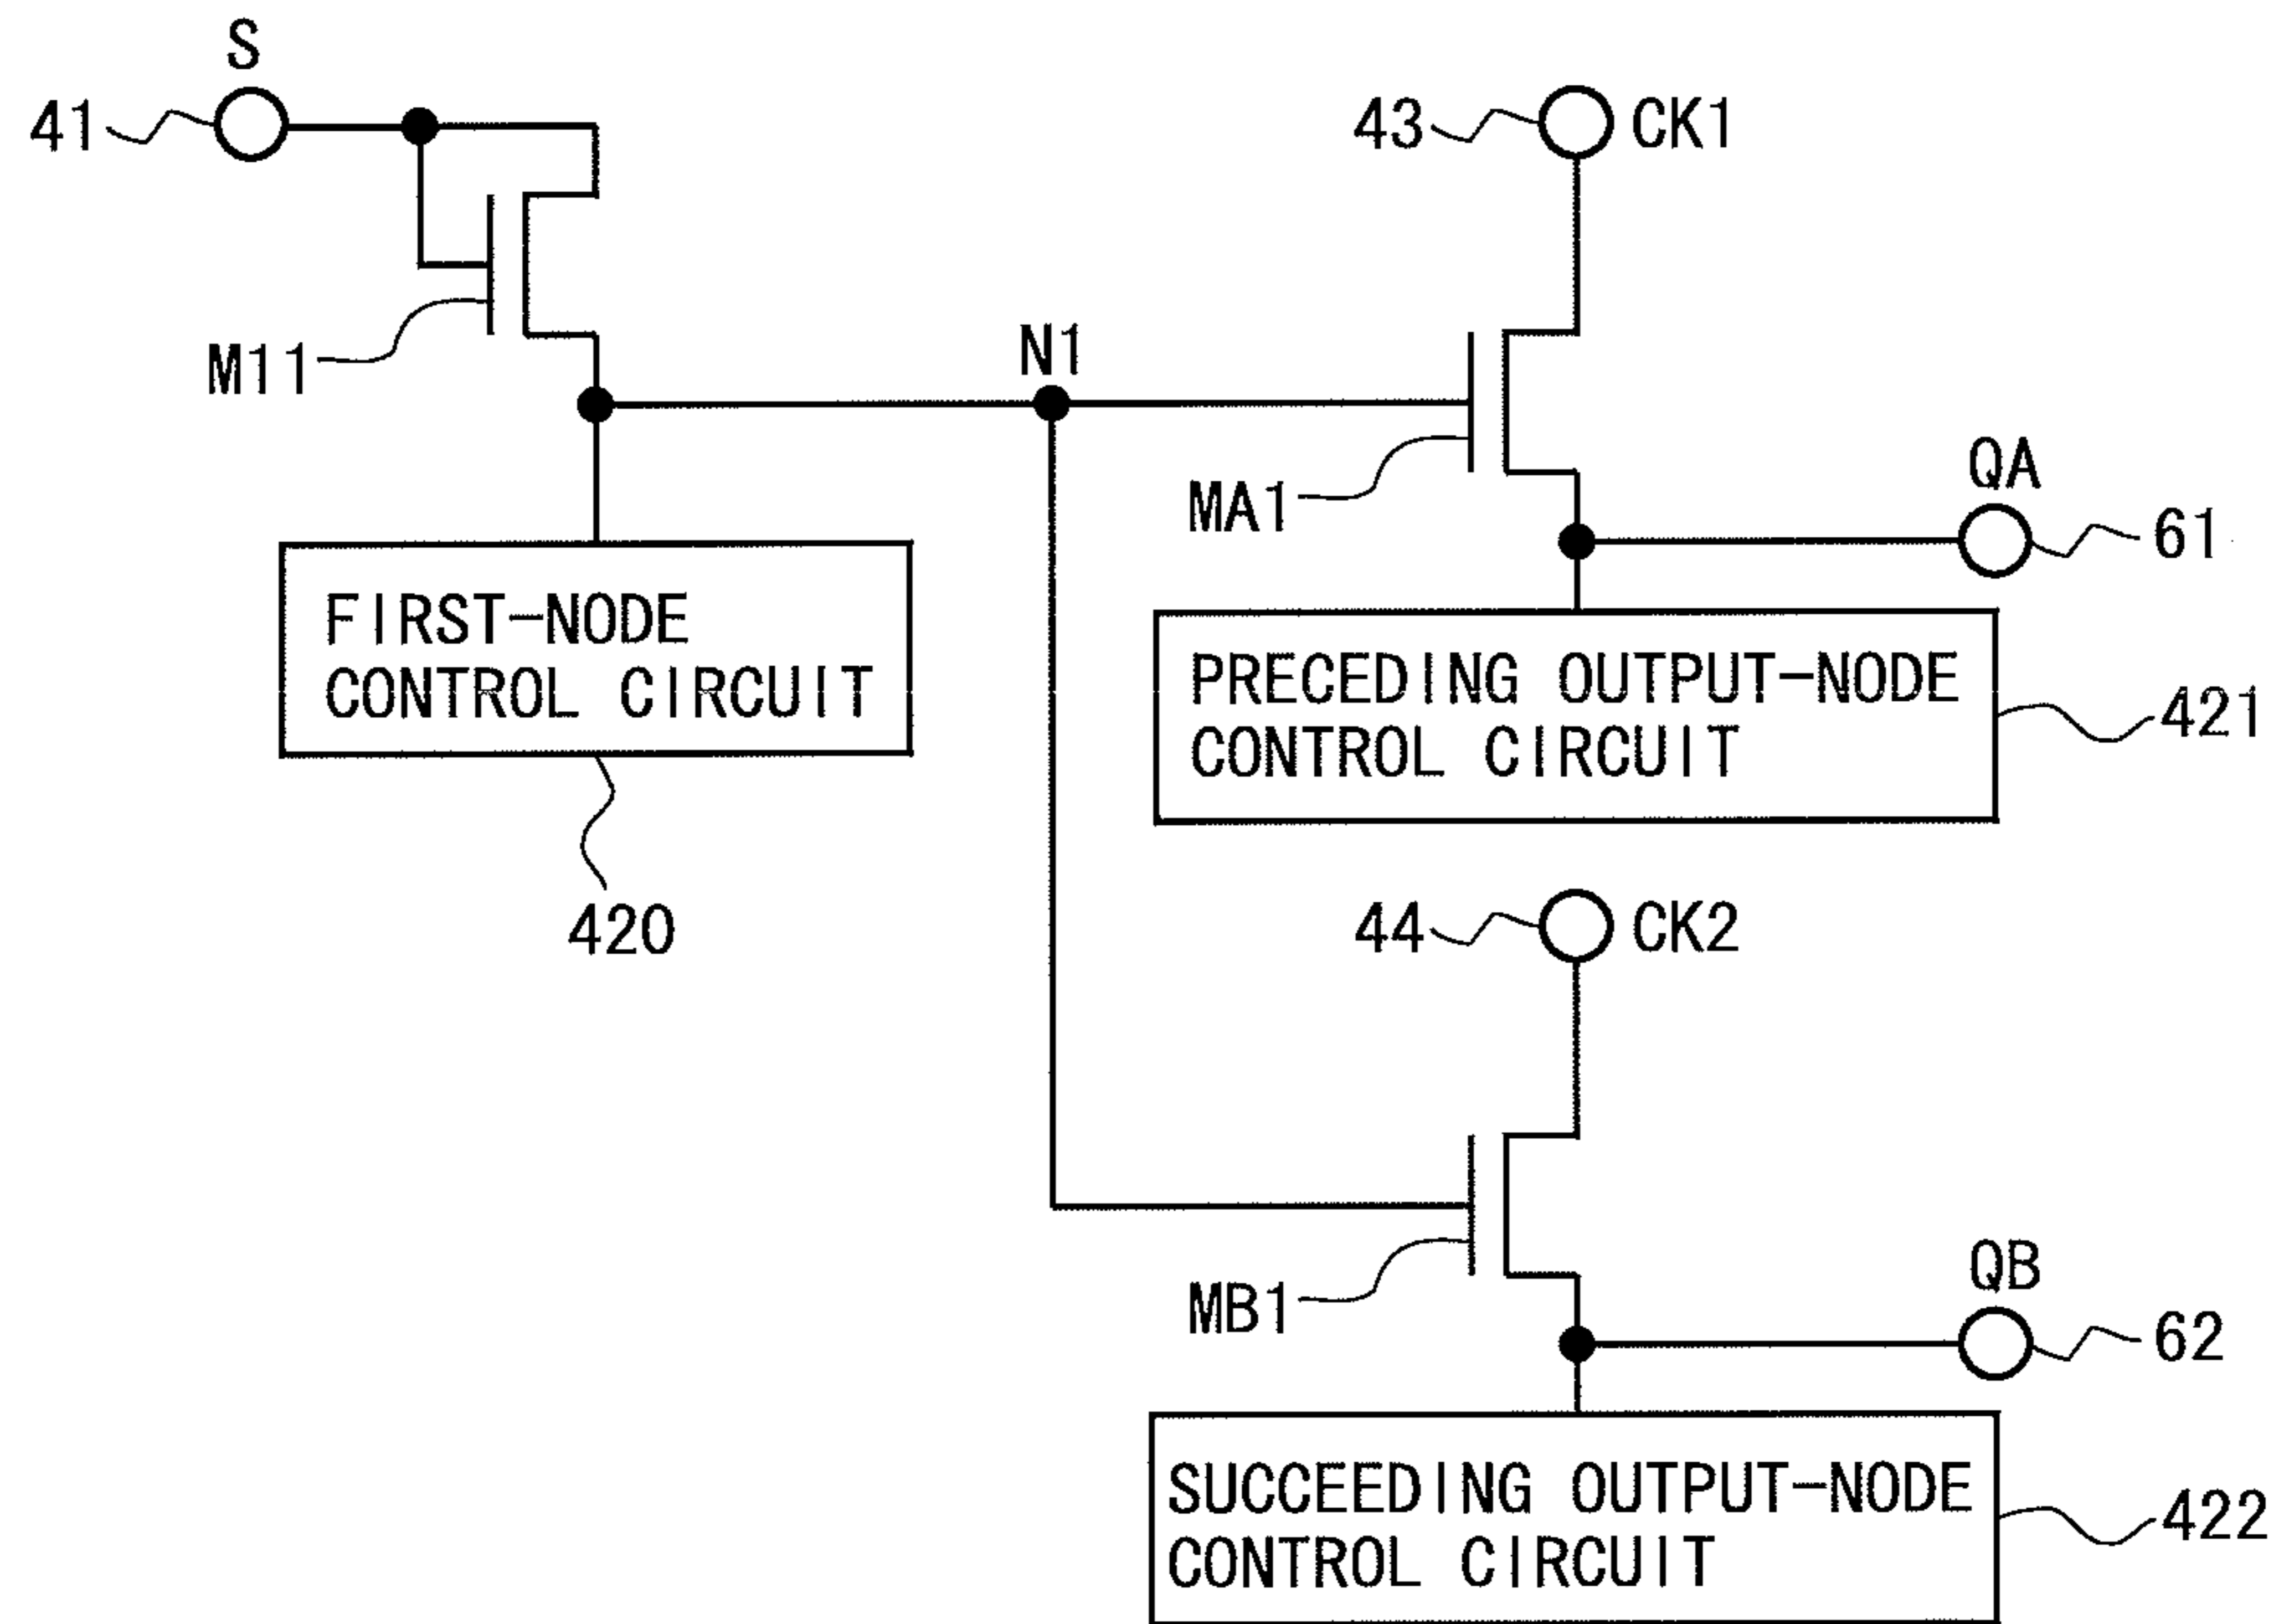 S
41
43
CK1
M11
N1
MA1
QA
61
FIRST-NODE
CONTROL CIRCUIT
PRECEDING OUTPUT-NODE
CONTROL CIRCUIT
421
420
44
CK2
MB1
QB
62
SUCCEEDING OUTPUT-NODE
CONTROL CIRCUIT
422